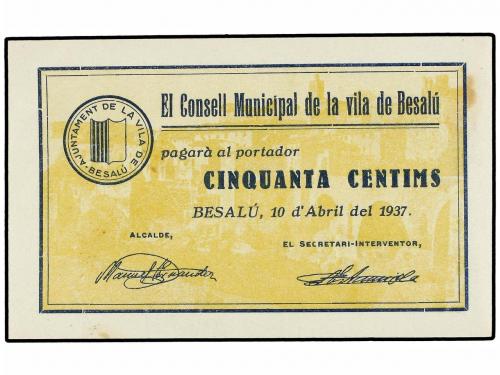 El Consell Municipal de la vila de Besalú
AJUNTAMENT DE LA VILA DE
-BESALÚ-
pagarà al portador
CINQUANTA CENTIMS
BESALÚ, 10 d'Abril del 1937.
ALCALDE,
EL SECRETARI-INTERVENTOR,
Manuel